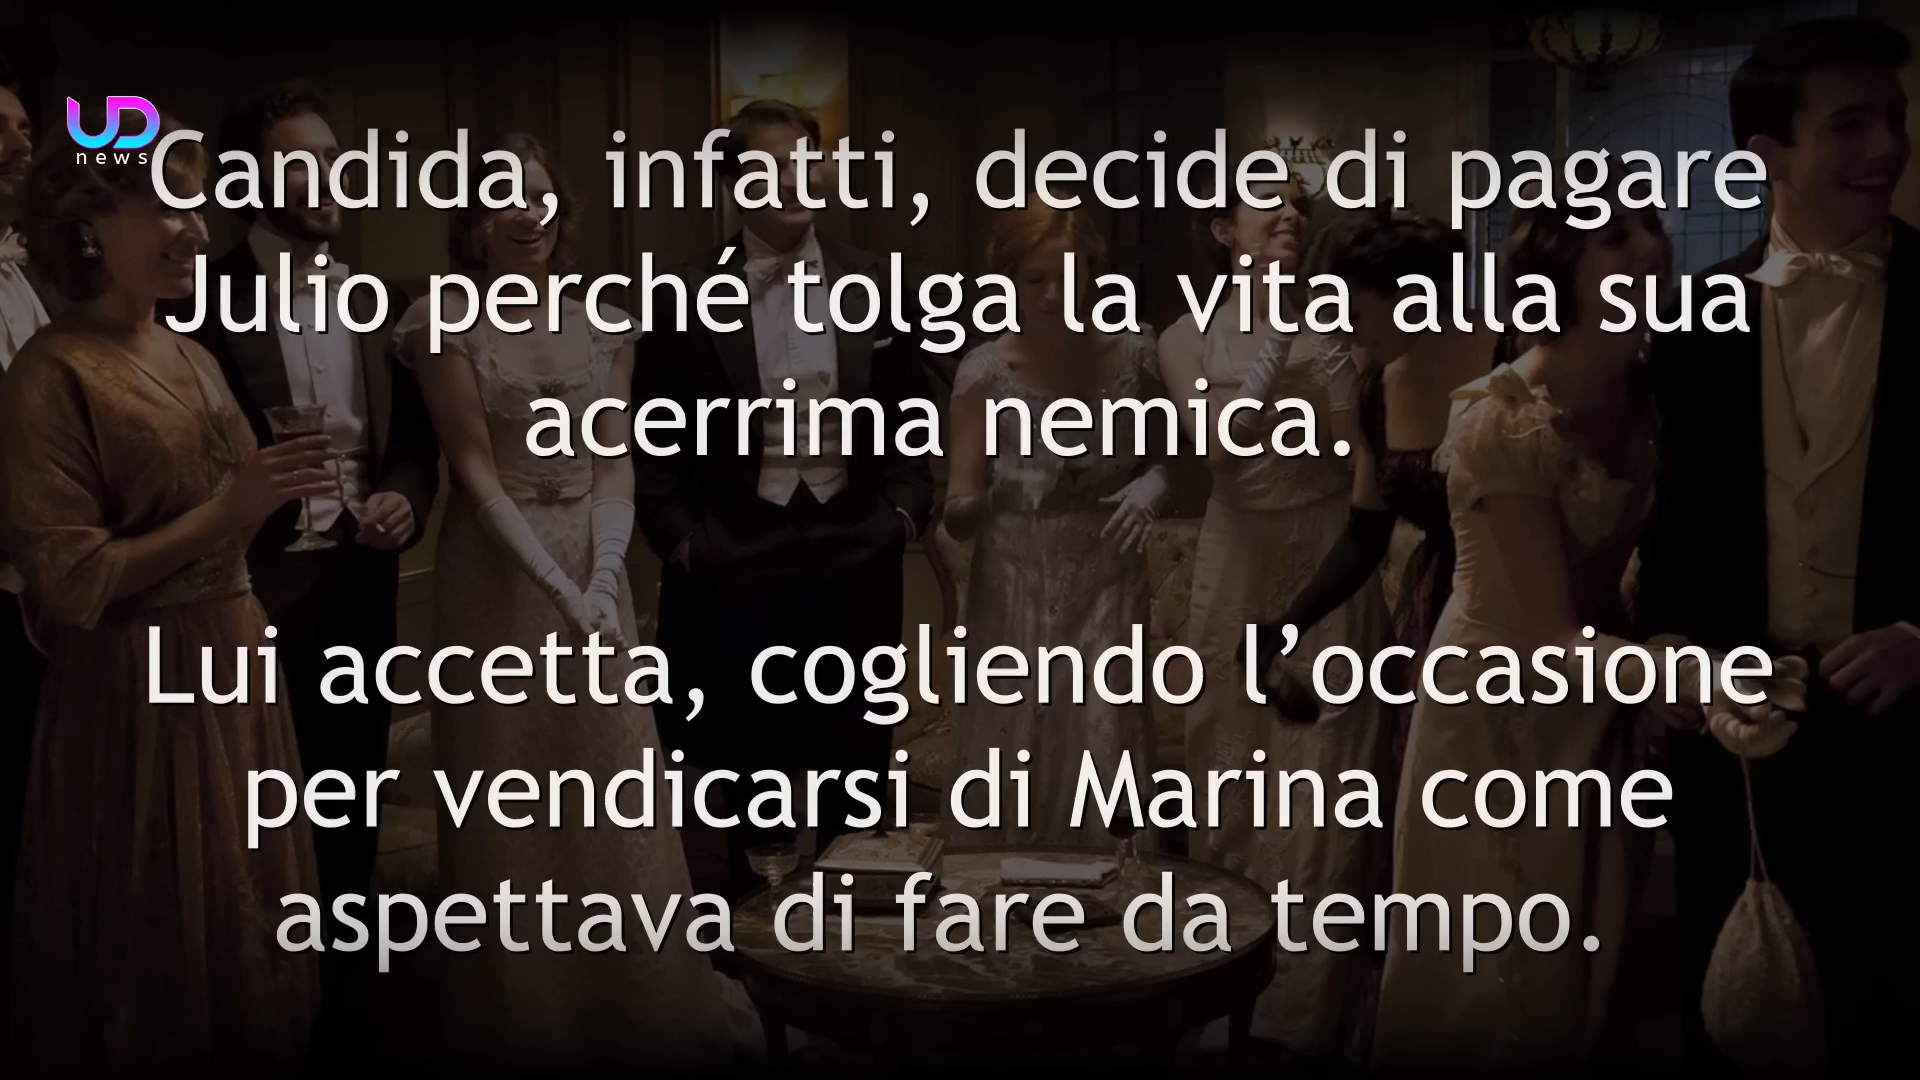 UD
news
Candida, infatti, decide di pagare
Julio perché tolga la vita alla sua
acerrima nemica.
Lui accetta, cogliendo l’occasione
per vendicarsi di Marina come
aspettava di fare da tempo.